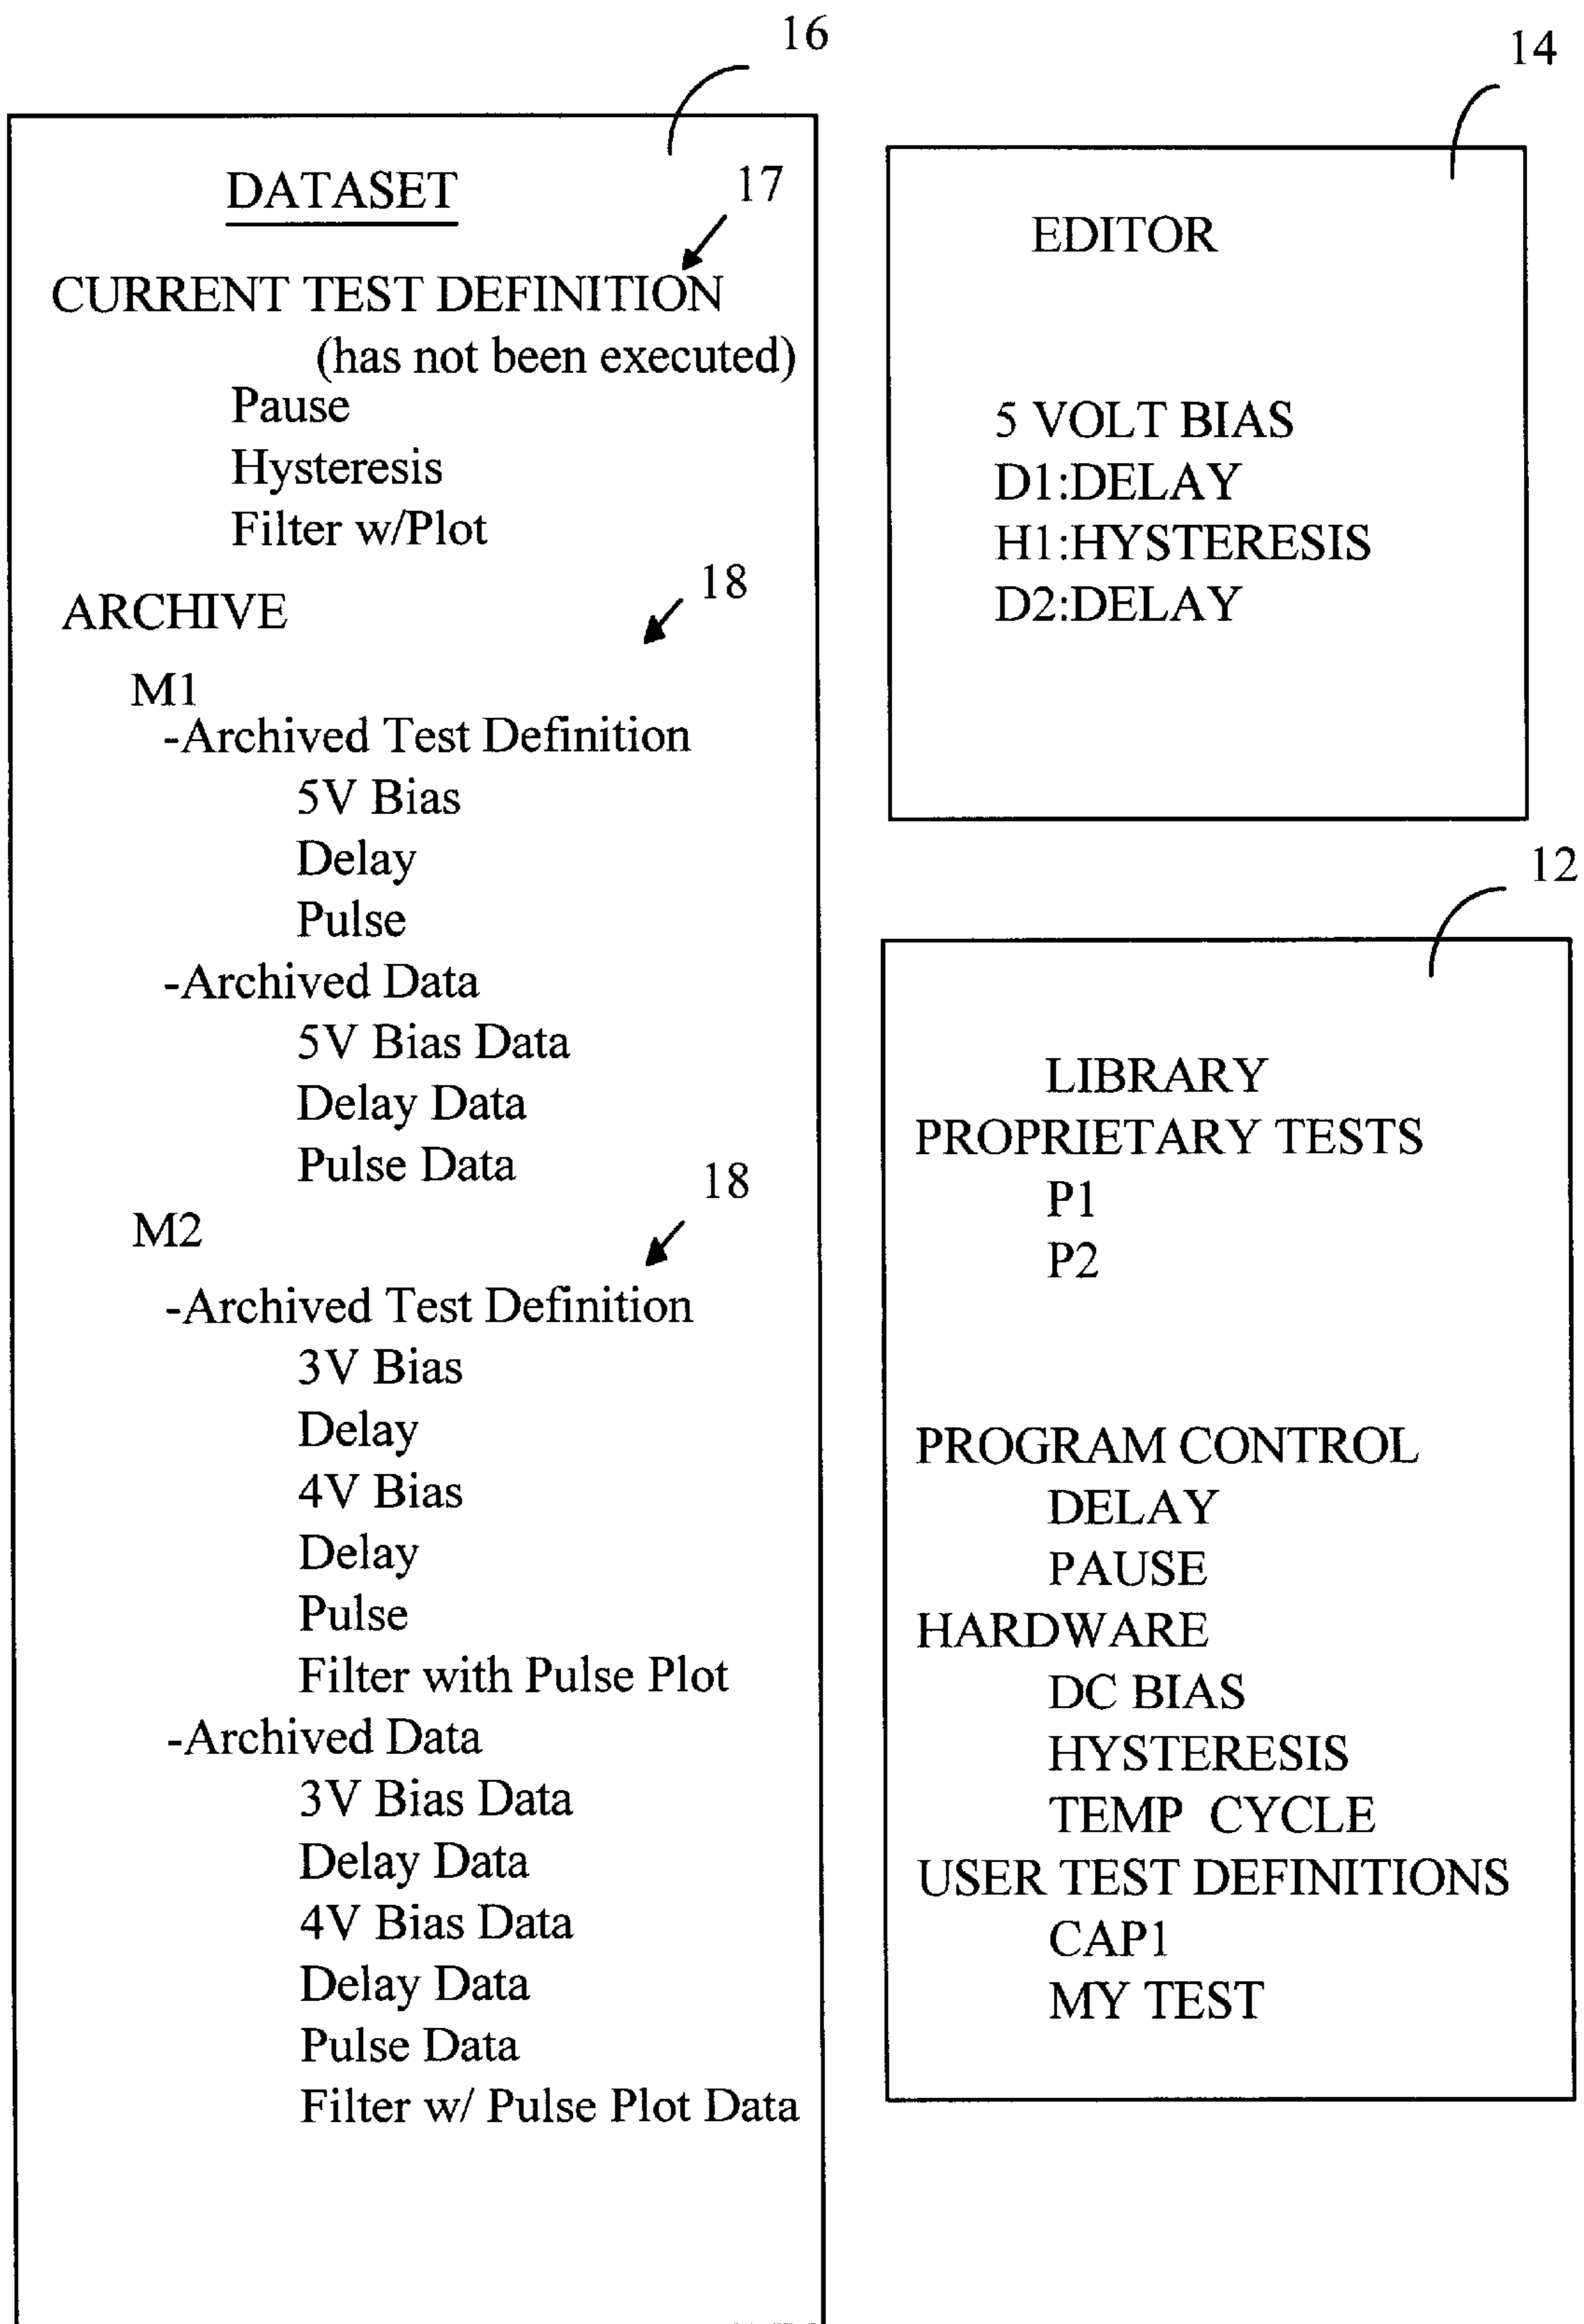 16
DATASET
17
CURRENT TEST DEFINITION
(has not been executed)
Pause
Hysteresis
Filter w/Plot
18
ARCHIVE
M1
-Archived Test Definition
5V Bias
Delay
Pulse
-Archived Data
5V Bias Data
Delay Data
Pulse Data
18
M2
-Archived Test Definition
3V Bias
Delay
4V Bias
Delay
Pulse
Filter with Pulse Plot
-Archived Data
3V Bias Data
Delay Data
4V Bias Data
Delay Data
Pulse Data
Filter w/ Pulse Plot Data
14
EDITOR
5 VOLT BIAS
D1:DELAY
H1:HYSTERESIS
D2:DELAY
12
LIBRARY
PROPRIETARY TESTS
P1
P2
PROGRAM CONTROL
DELAY
PAUSE
HARDWARE
DC BIAS
HYSTERESIS
TEMP CYCLE
USER TEST DEFINITIONS
CAP1
MY TEST